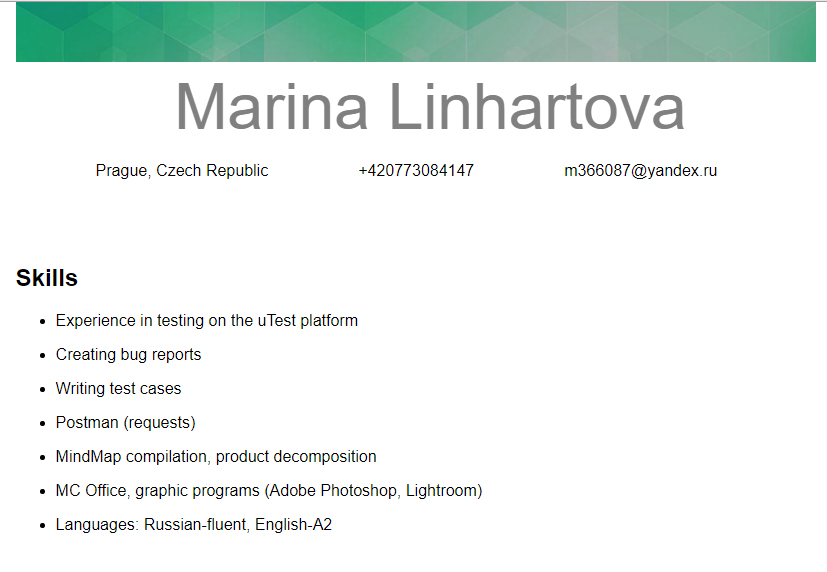 Marina Linhartova
Prague, Czech Republic +420773084147 m366087@yandex.ru
Skills
• Experience in testing on the uTest platform
• Creating bug reports
• Writing test cases
• Postman (requests)
• MindMap compilation, product decomposition
• MC Office, graphic programs (Adobe Photoshop, Lightroom)
• Languages: Russian-fluent, English-A2